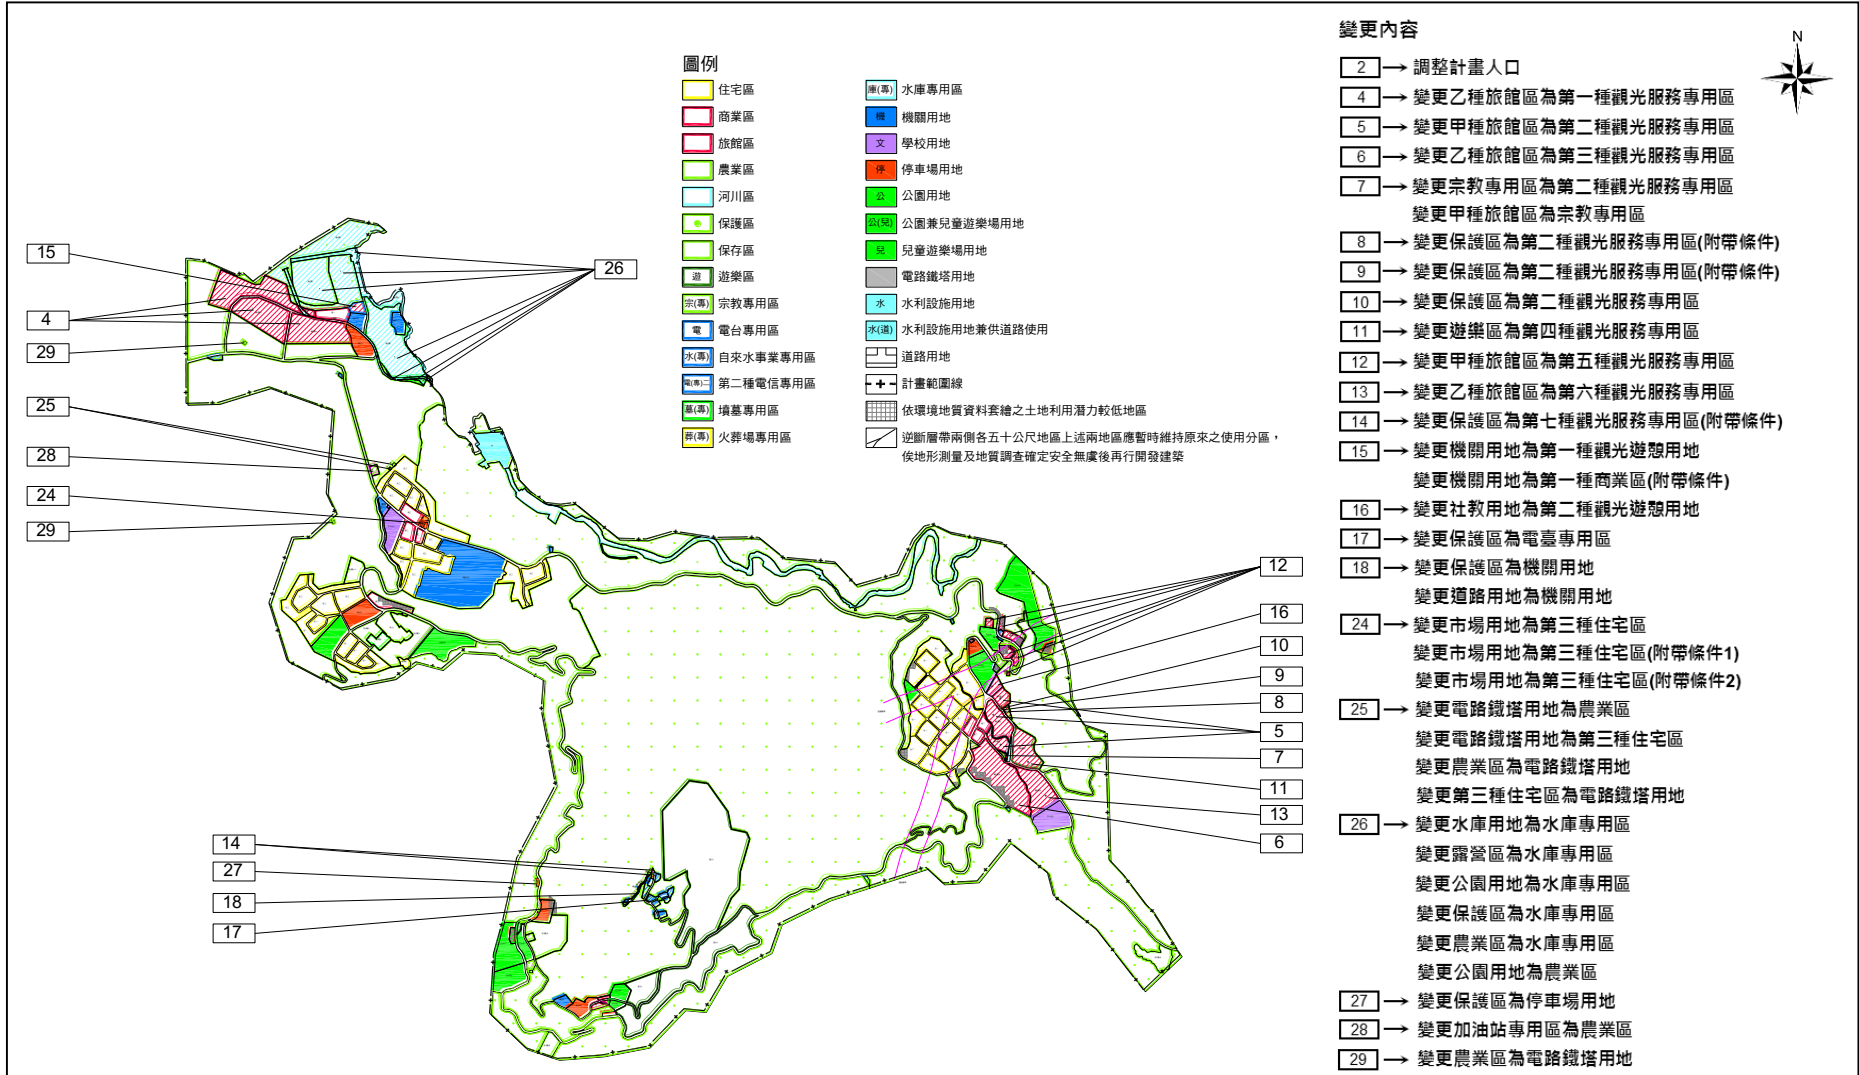 圖例
住宅區
商業區
旅館區
農業區
河川區
保護區
保存區
遊 遊樂區
宗(專) 宗教專用區
電 電台專用區
水(專) 自來水事業專用區
電(專)二 第二種電信專用區
墓(專) 墳墓專用區
葬(專) 火葬場專用區
庫(專) 水庫專用區
機 機關用地
文 學校用地
停 停車場用地
公 公園用地
公(兒) 公園兼兒童遊樂場用地
兒 兒童遊樂場用地
電路鐵塔用地
水 水利設施用地
水(道) 水利設施用地兼供道路使用
道路用地
計畫範圍線
依環境地質資料套繪之土地利用潛力較低地區
逆斷層帶兩側各五十公尺地區上述兩地區應暫時維持原來之使用分區，
俟地形測量及地質調查確定安全無虞後再行開發建築
15
4
29
26
25
28
24
29
14
27
18
17
12
16
10
9
8
5
7
11
13
6
N
變更內容
2 → 調整計畫人口
4 → 變更乙種旅館區為第一種觀光服務專用區
5 → 變更甲種旅館區為第二種觀光服務專用區
6 → 變更乙種旅館區為第三種觀光服務專用區
7 → 變更宗教專用區為第二種觀光服務專用區
變更甲種旅館區為宗教專用區
8 → 變更保護區為第二種觀光服務專用區(附帶條件)
9 → 變更保護區為第二種觀光服務專用區(附帶條件)
10 → 變更保護區為第二種觀光服務專用區
11 → 變更遊樂區為第四種觀光服務專用區
12 → 變更甲種旅館區為第五種觀光服務專用區
13 → 變更乙種旅館區為第六種觀光服務專用區
14 → 變更保護區為第七種觀光服務專用區(附帶條件)
15 → 變更機關用地為第一種觀光遊憩用地
變更機關用地為第一種商業區(附帶條件)
16 → 變更社教用地為第二種觀光遊憩用地
17 → 變更保護區為電臺專用區
18 → 變更保護區為機關用地
變更道路用地為機關用地
24 → 變更市場用地為第三種住宅區
變更市場用地為第三種住宅區(附帶條件1)
變更市場用地為第三種住宅區(附帶條件2)
25 → 變更電路鐵塔用地為農業區
變更電路鐵塔用地為第三種住宅區
變更農業區為電路鐵塔用地
變更第三種住宅區為電路鐵塔用地
26 → 變更水庫用地為水庫專用區
變更露營區為水庫專用區
變更公園用地為水庫專用區
變更保護區為水庫專用區
變更農業區為水庫專用區
變更公園用地為農業區
27 → 變更保護區為停車場用地
28 → 變更加油站專用區為農業區
29 → 變更農業區為電路鐵塔用地